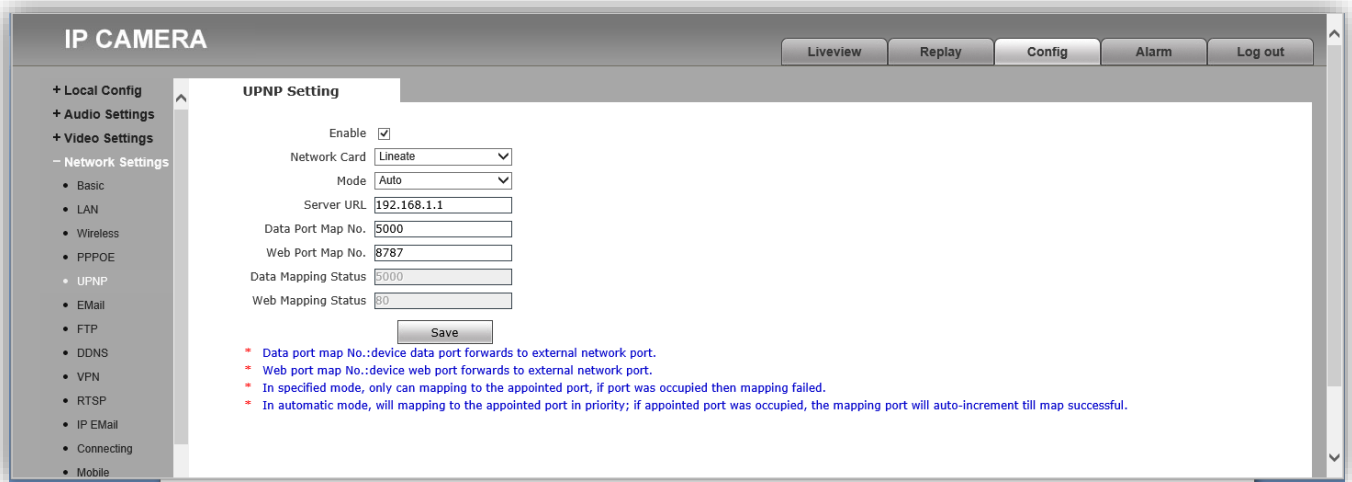 IP CAMERA
Liveview Replay Config Alarm Log out
+ Local Config
+ Audio Settings
+ Video Settings
− Network Settings
• Basic
• LAN
• Wireless
• PPPOE
• UPNP
• EMail
• FTP
• DDNS
• VPN
• RTSP
• IP EMail
• Connecting
• Mobile
UPNP Setting
Enable
Network Card Lineate
Mode Auto
Server URL 192.168.1.1
Data Port Map No. 5000
Web Port Map No. 8787
Data Mapping Status 5000
Web Mapping Status 80
Save
* Data port map No.:device data port forwards to external network port.
* Web port map No.:device web port forwards to external network port.
* In specified mode, only can mapping to the appointed port, if port was occupied then mapping failed.
* In automatic mode, will mapping to the appointed port in priority; if appointed port was occupied, the mapping port will auto-increment till map successful.